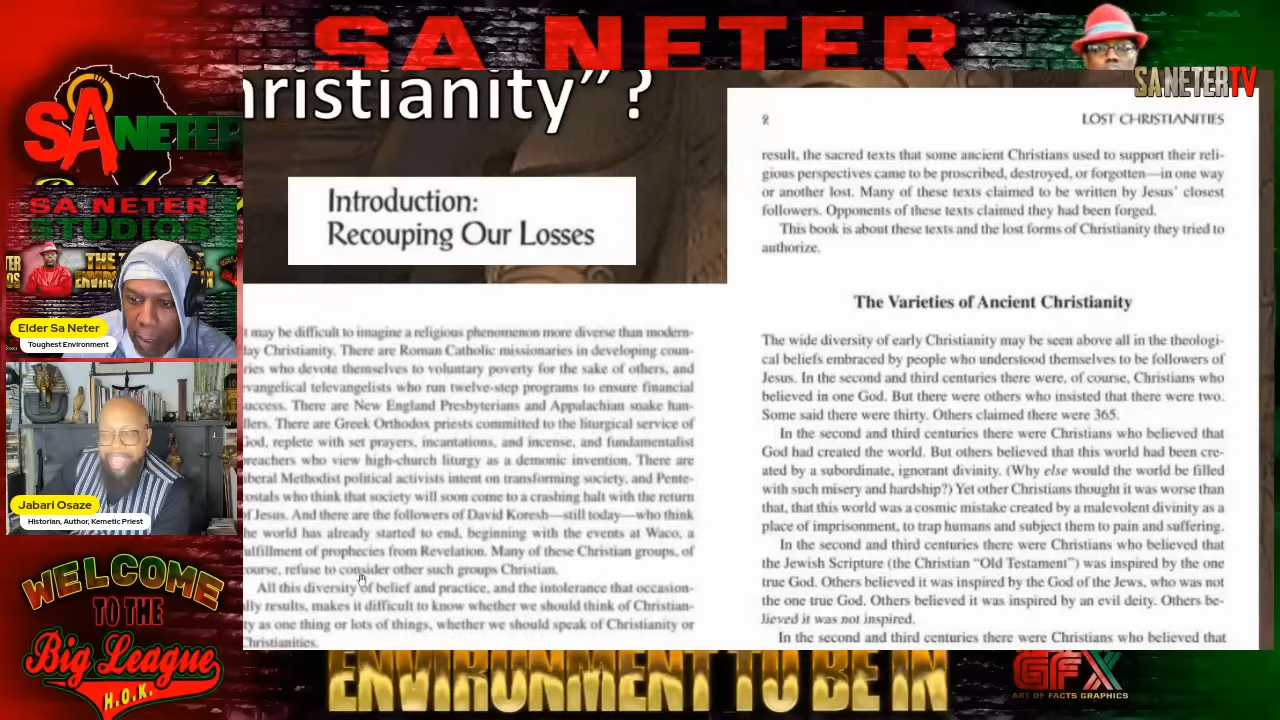 SA NETER
SANETERTV
SA NETER
SA NETER
STUDIOS
Elder Sa Neter
Toughest Environment
Jabari Osaze
Historian, Author, Kemetic Priest
WELCOME
TO THE
Big League
H.O.K.
hristianity"?
Introduction:
Recouping Our Losses
t may be difficult to imagine a religious phenomenon more diverse than modern-
day Christianity. There are Roman Catholic missionaries in developing coun-
ries who devote themselves to voluntary poverty for the sake of others, and
evangelical televangelists who run twelve-step programs to ensure financial
success. There are New England Presbyterians and Appalachian snake han-
llers. There are Greek Orthodox priests committed to the liturgical service of
God, replete with set prayers, incantations, and incense, and fundamentalist
preachers who view high-church liturgy as a demonic invention. There are
iberal Methodist political activists intent on transforming society, and Pente-
ostals who think that society will soon come to a crashing halt with the return
of Jesus. And there are the followers of David Koresh—still today—who think
he world has already started to end, beginning with the events at Waco, a
ulfillment of prophecies from Revelation. Many of these Christian groups, of
course, refuse to consider other such groups Christian.
All this diversity of belief and practice, and the intolerance that occasion-
lly results, makes it difficult to know whether we should think of Christian-
ty as one thing or lots of things, whether we should speak of Christianity or
Christianities.
2 LOST CHRISTIANITIES
result, the sacred texts that some ancient Christians used to support their reli-
gious perspectives came to be proscribed, destroyed, or forgotten—in one way
or another lost. Many of these texts claimed to be written by Jesus' closest
followers. Opponents of these texts claimed they had been forged.
This book is about these texts and the lost forms of Christianity they tried to
authorize.
The Varieties of Ancient Christianity
The wide diversity of early Christianity may be seen above all in the theologi-
cal beliefs embraced by people who understood themselves to be followers of
Jesus. In the second and third centuries there were, of course, Christians who
believed in one God. But there were others who insisted that there were two.
Some said there were thirty. Others claimed there were 365.
In the second and third centuries there were Christians who believed that
God had created the world. But others believed that this world had been cre-
ated by a subordinate, ignorant divinity. (Why else would the world be filled
with such misery and hardship?) Yet other Christians thought it was worse than
that, that this world was a cosmic mistake created by a malevolent divinity as a
place of imprisonment, to trap humans and subject them to pain and suffering.
In the second and third centuries there were Christians who believed that
the Jewish Scripture (the Christian "Old Testament") was inspired by the one
true God. Others believed it was inspired by the God of the Jews, who was not
the one true God. Others believed it was inspired by an evil deity. Others be-
lieved it was not inspired.
In the second and third centuries there were Christians who believed that
ENVIRONMENT TO BE IN
GFX
ART OF FACTS GRAPHICS